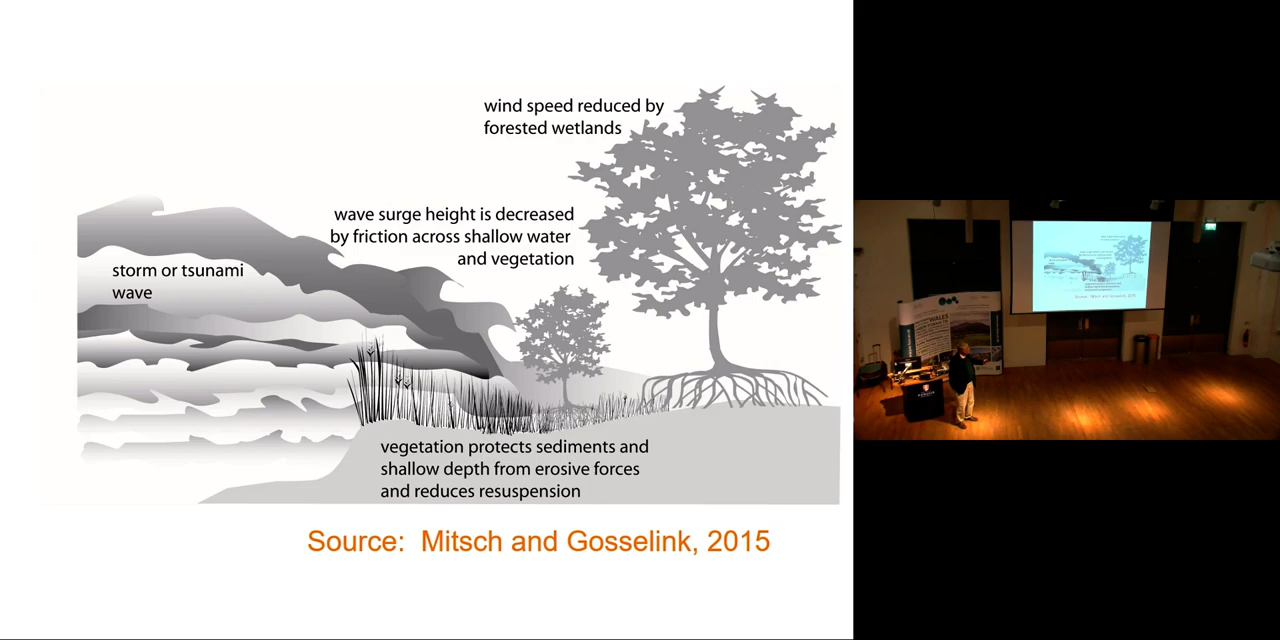 wind speed reduced by
forested wetlands
wave surge height is decreased
by friction across shallow water
and vegetation
storm or tsunami
wave
vegetation protects sediments and
shallow depth from erosive forces
and reduces resuspension
Source: Mitsch and Gosselink, 2015
WALES